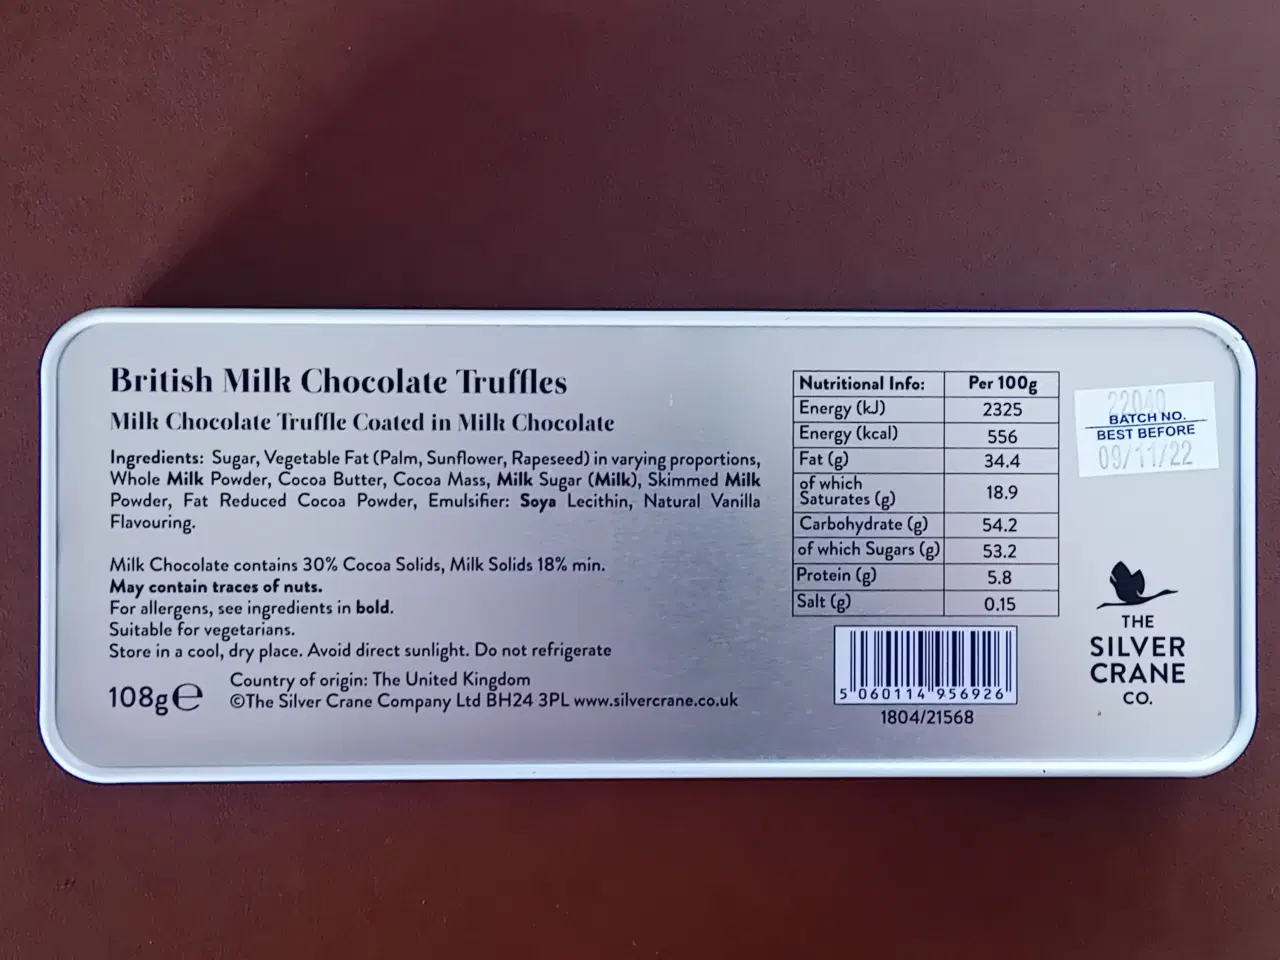 British Milk Chocolate Truffles
Milk Chocolate Truffle Coated in Milk Chocolate
Ingredients: Sugar, Vegetable Fat (Palm, Sunflower, Rapeseed) in varying proportions,
Whole Milk Powder, Cocoa Butter, Cocoa Mass, Milk Sugar (Milk), Skimmed Milk
Powder, Fat Reduced Cocoa Powder, Emulsifier: Soya Lecithin, Natural Vanilla
Flavouring.
Milk Chocolate contains 30% Cocoa Solids, Milk Solids 18% min.
May contain traces of nuts.
For allergens, see ingredients in bold.
Suitable for vegetarians.
Store in a cool, dry place. Avoid direct sunlight. Do not refrigerate
108g℮
Country of origin: The United Kingdom
©The Silver Crane Company Ltd BH24 3PL www.silvercrane.co.uk
Nutritional Info: Per 100g
Energy (kJ) 2325
Energy (kcal) 556
Fat (g) 34.4
of which
Saturates (g) 18.9
Carbohydrate (g) 54.2
of which Sugars (g) 53.2
Protein (g) 5.8
Salt (g) 0.15
5 060114 956926
1804/21568
22040
BATCH NO.
BEST BEFORE
09/11/22
THE
SILVER
CRANE
CO.